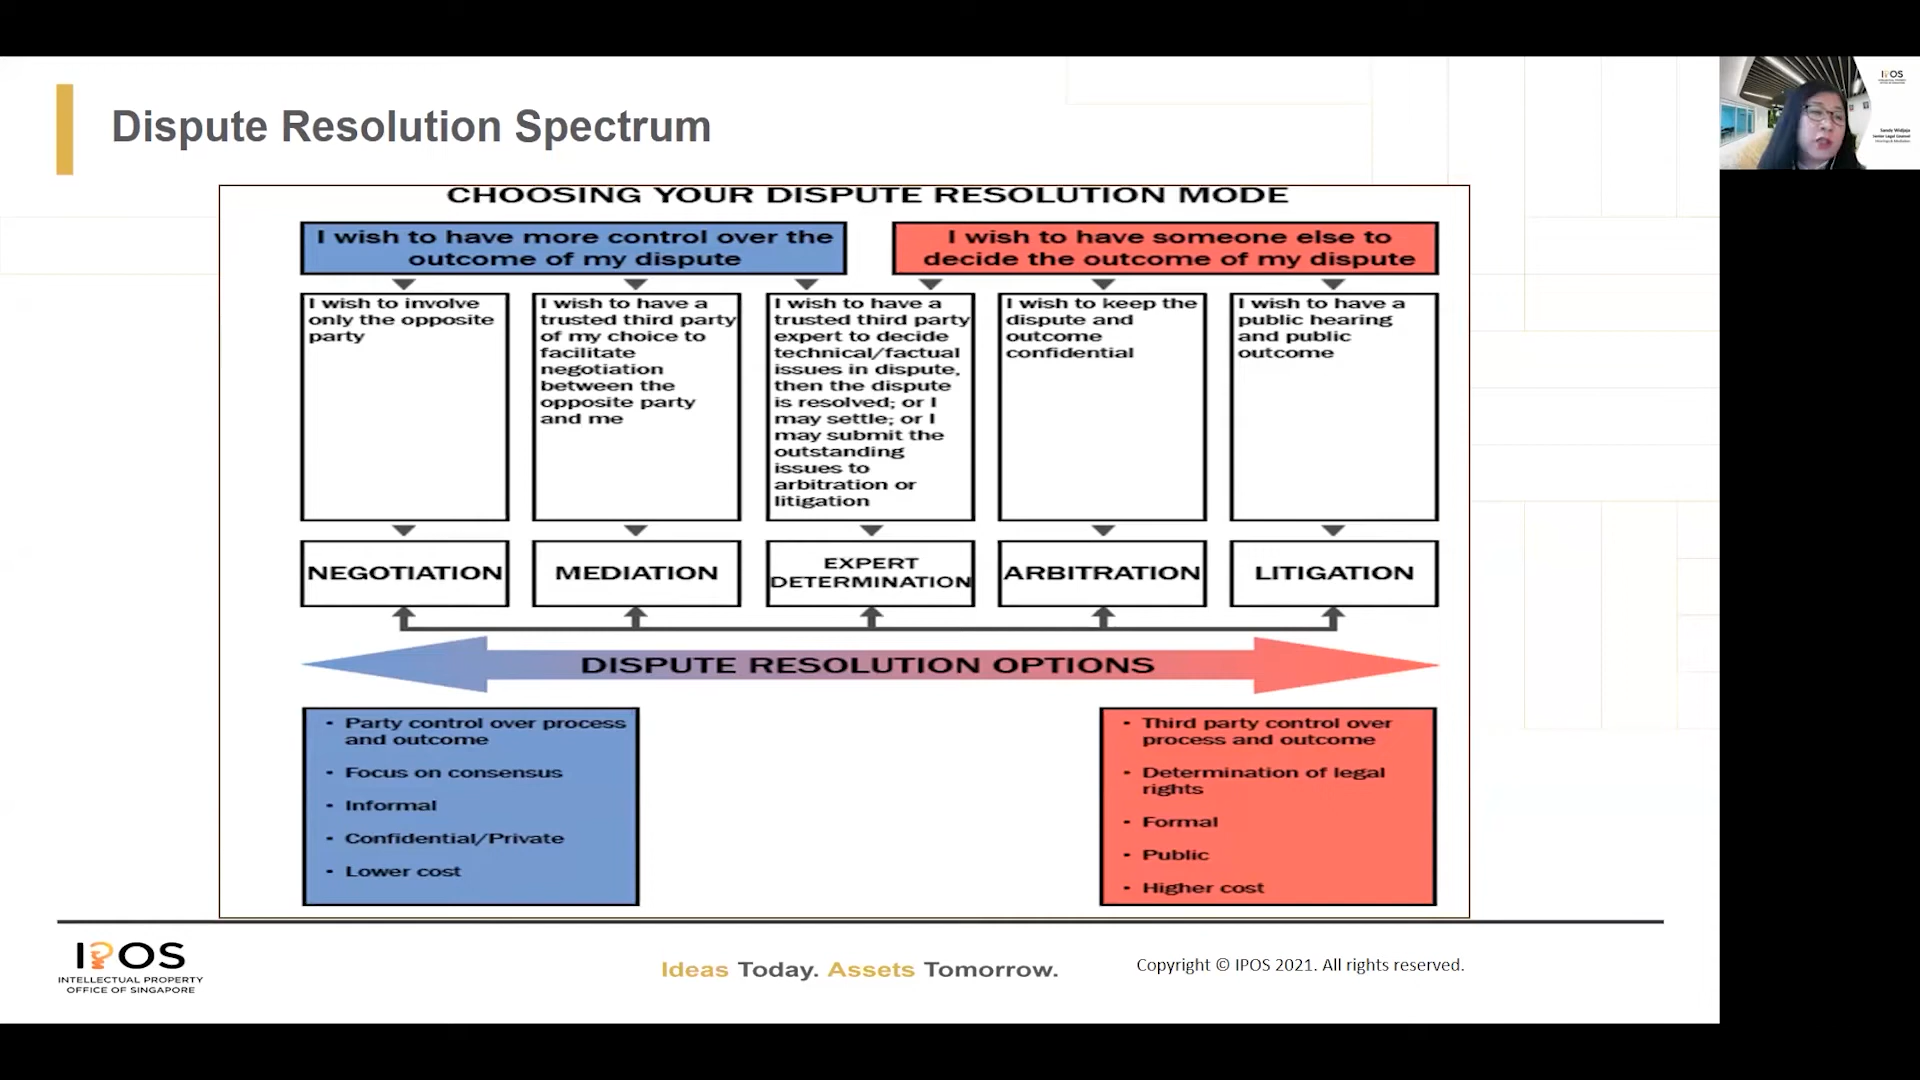 Dispute Resolution Spectrum
CHOOSING YOUR DISPUTE RESOLUTION MODE
I wish to have more control over the
outcome of my dispute
I wish to have someone else to
decide the outcome of my dispute
I wish to involve
only the opposite
party
I wish to have a
trusted third party
of my choice to
facilitate
negotiation
between the
opposite party
and me
I wish to have a
trusted third party
expert to decide
technical/factual
issues in dispute,
then the dispute
is resolved; or I
may settle; or I
may submit the
outstanding
issues to
arbitration or
litigation
I wish to keep the
dispute and
outcome
confidential
I wish to have a
public hearing
and public
outcome
NEGOTIATION
MEDIATION
EXPERT
DETERMINATION
ARBITRATION
LITIGATION
DISPUTE RESOLUTION OPTIONS
• Party control over process
and outcome
• Focus on consensus
• Informal
• Confidential/Private
• Lower cost
• Third party control over
process and outcome
• Determination of legal
rights
• Formal
• Public
• Higher cost
IPOS
INTELLECTUAL PROPERTY
OFFICE OF SINGAPORE
Ideas Today. Assets Tomorrow.
Copyright © IPOS 2021. All rights reserved.
IPOS
Sandy Widjaja
Senior Legal Counsel
Hearings & Mediation